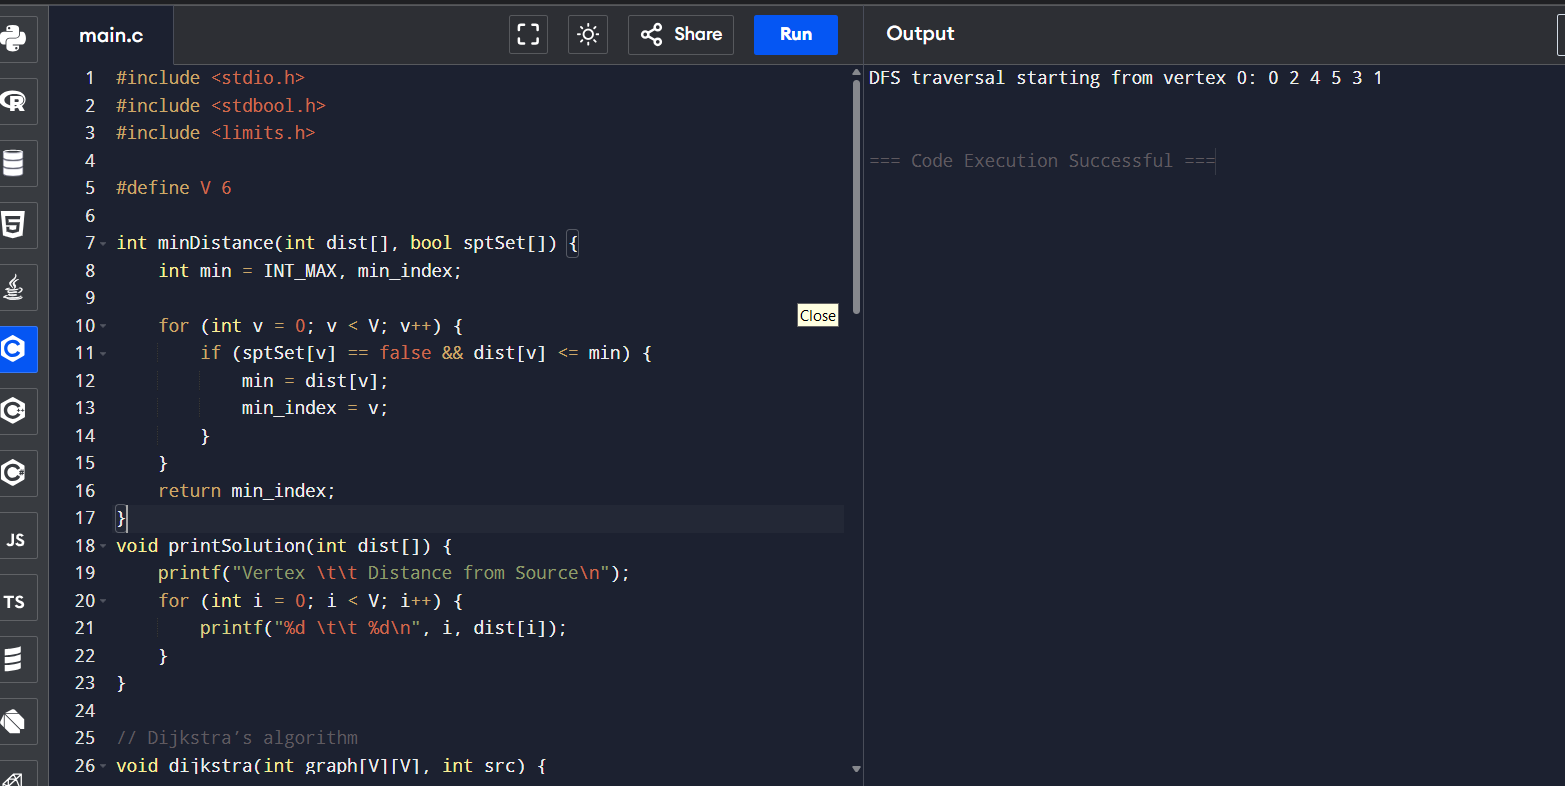 main.c
Share
Run
Output
1 #include <stdio.h>
2 #include <stdbool.h>
3 #include <limits.h>
4
5 #define V 6
6
7 int minDistance(int dist[], bool sptSet[]) {
8     int min = INT_MAX, min_index;
9
10     for (int v = 0; v < V; v++) {
11         if (sptSet[v] == false && dist[v] <= min) {
12             min = dist[v];
13             min_index = v;
14         }
15     }
16     return min_index;
17 }
18 void printSolution(int dist[]) {
19     printf("Vertex \t\t Distance from Source\n");
20     for (int i = 0; i < V; i++) {
21         printf("%d \t\t %d\n", i, dist[i]);
22     }
23 }
24
25 // Dijkstra’s algorithm
26 void dijkstra(int graph[V][V], int src) {
Close
DFS traversal starting from vertex 0: 0 2 4 5 3 1
=== Code Execution Successful ===
R
5
C
C++
C#
JS
TS